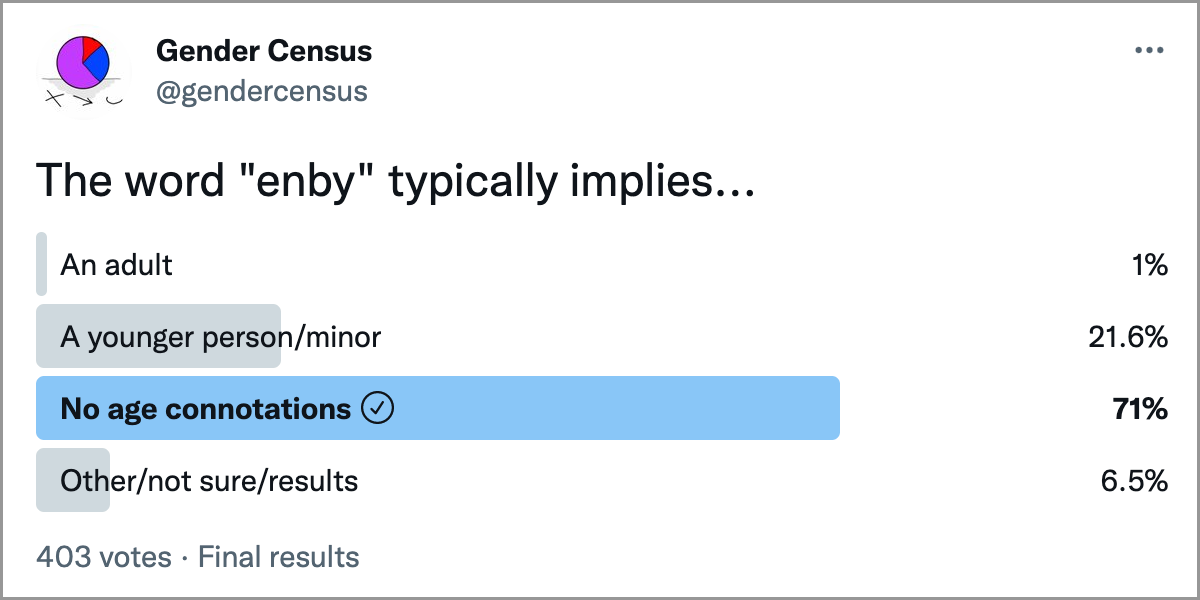 Gender Census
@gendercensus
The word "enby" typically implies...
An adult 1%
A younger person/minor 21.6%
No age connotations 71%
Other/not sure/results 6.5%
403 votes · Final results